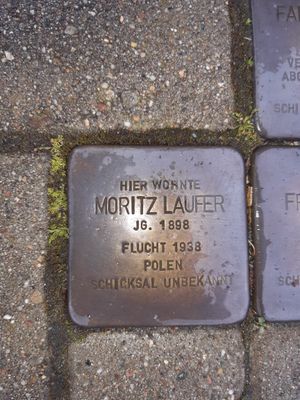 HIER WOHNTE
MORITZ LAUFER
JG. 1898
FLUCHT 1938
POLEN
SCHICKSAL UNBEKANNT